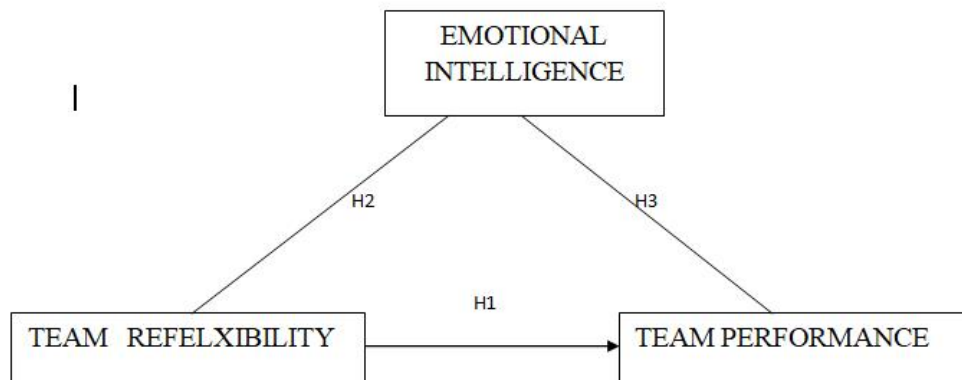 EMOTIONAL
INTELLIGENCE
H2
H3
H1
TEAM REFELXIBILITY
TEAM PERFORMANCE